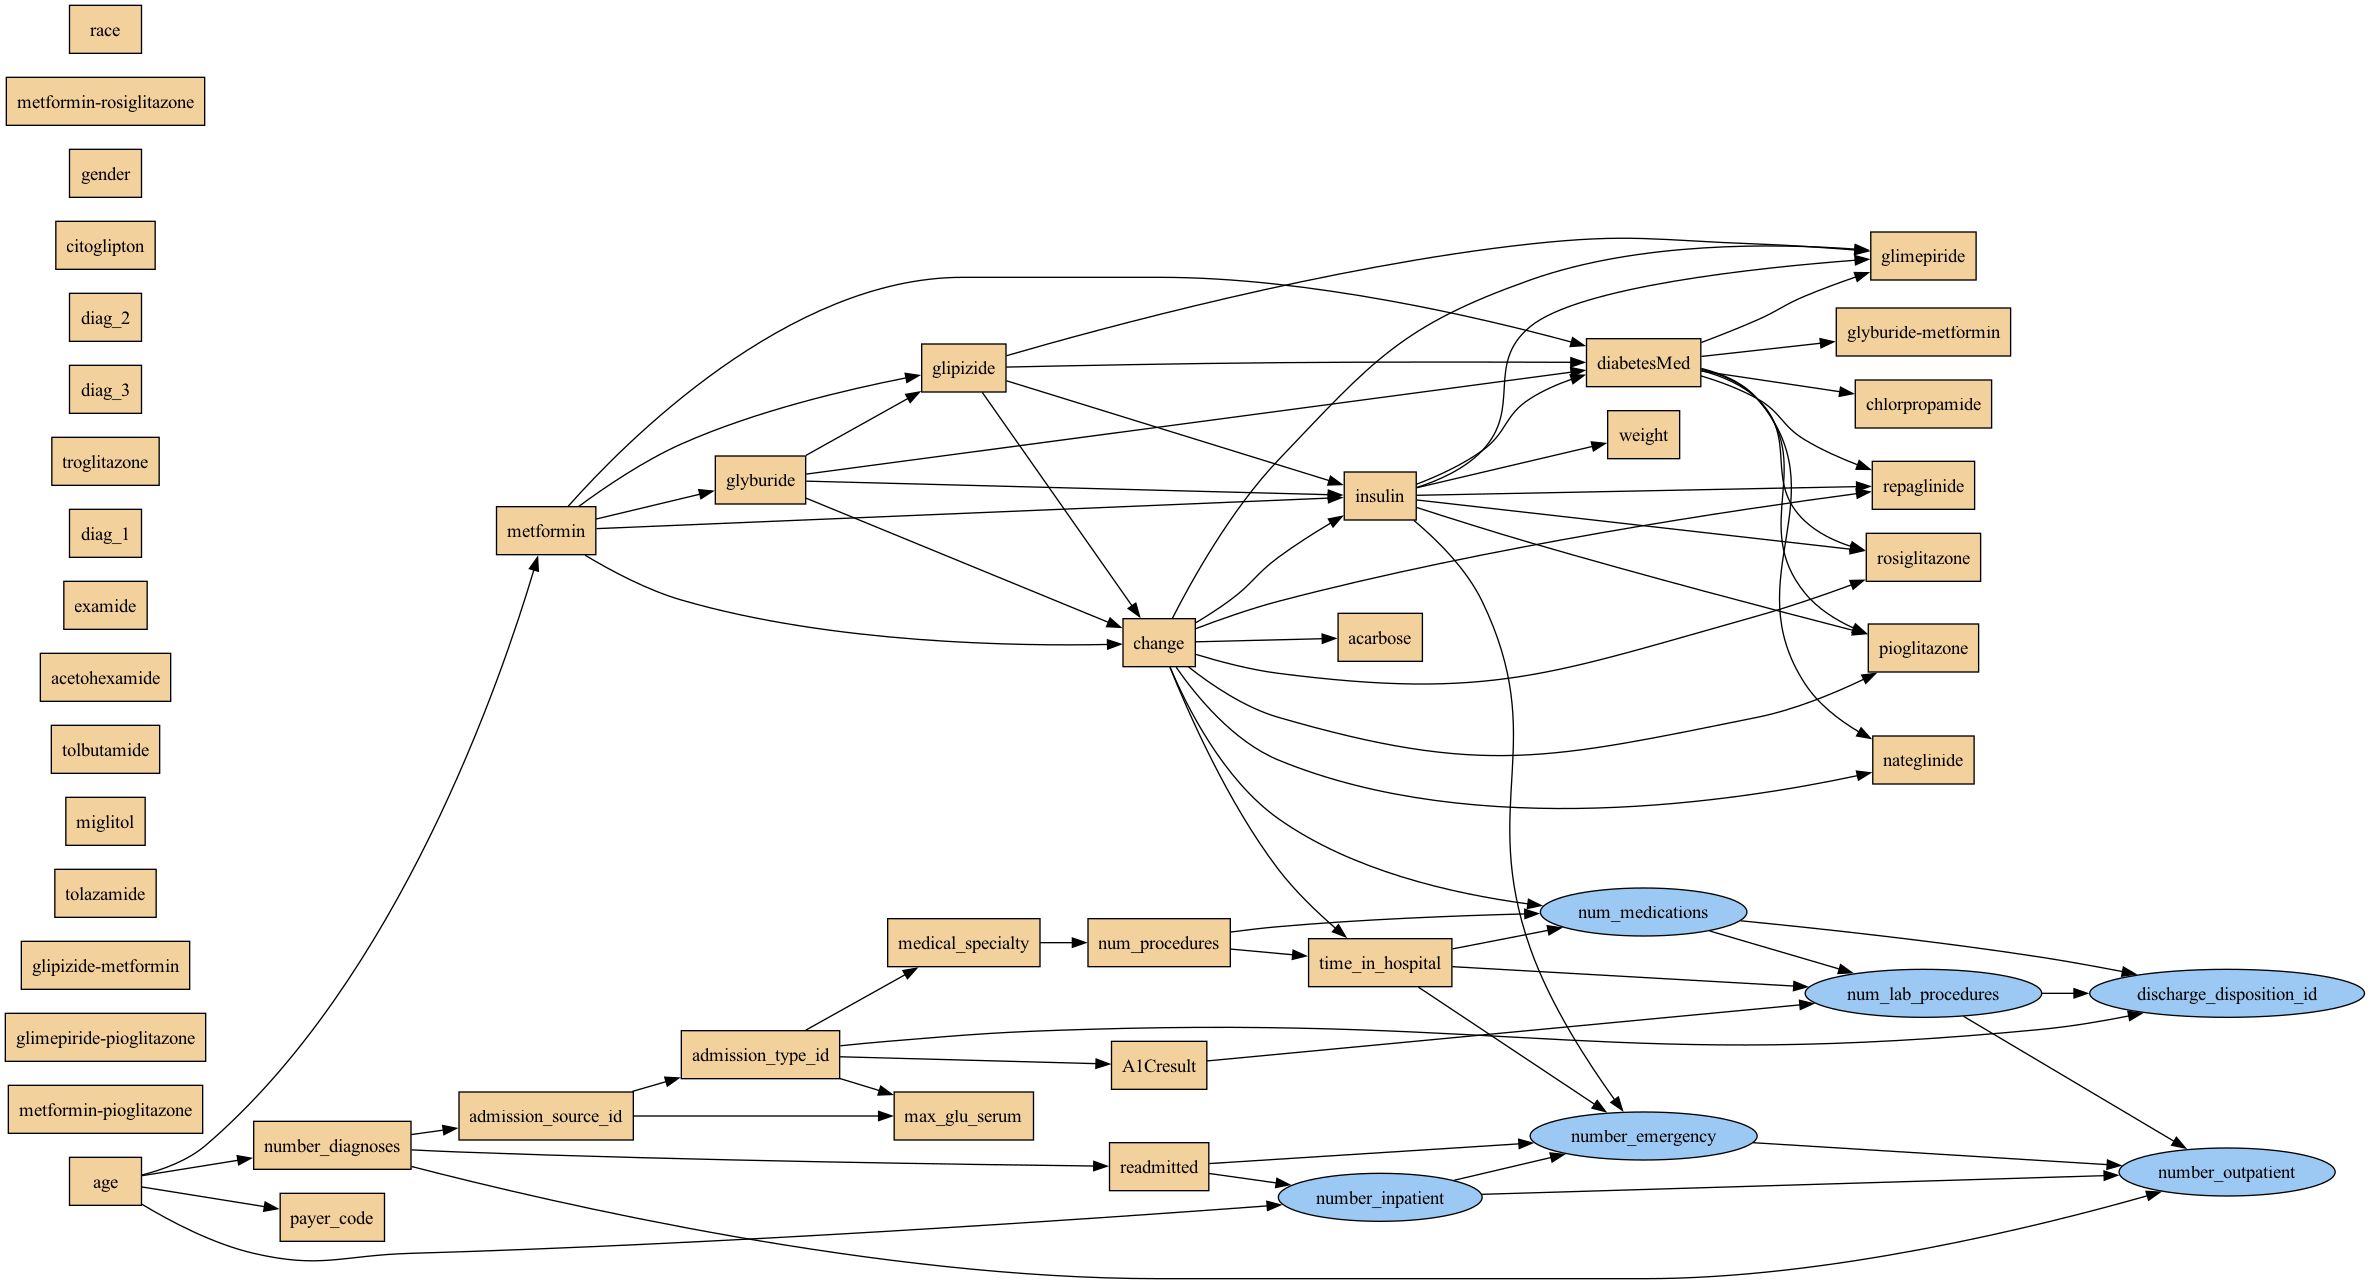 race
metformin-rosiglitazone
gender
citoglipton
diag_2
diag_3
troglitazone
diag_1
examide
acetohexamide
tolbutamide
miglitol
tolazamide
glipizide-metformin
glimepiride-pioglitazone
metformin-pioglitazone
age
number_diagnoses
payer_code
metformin
admission_source_id
glyburide
admission_type_id
glipizide
medical_specialty
max_glu_serum
change
num_procedures
A1Cresult
readmitted
insulin
acarbose
time_in_hospital
number_inpatient
diabetesMed
weight
num_medications
number_emergency
glimepiride
glyburide-metformin
chlorpropamide
repaglinide
rosiglitazone
pioglitazone
nateglinide
num_lab_procedures
discharge_disposition_id
number_outpatient